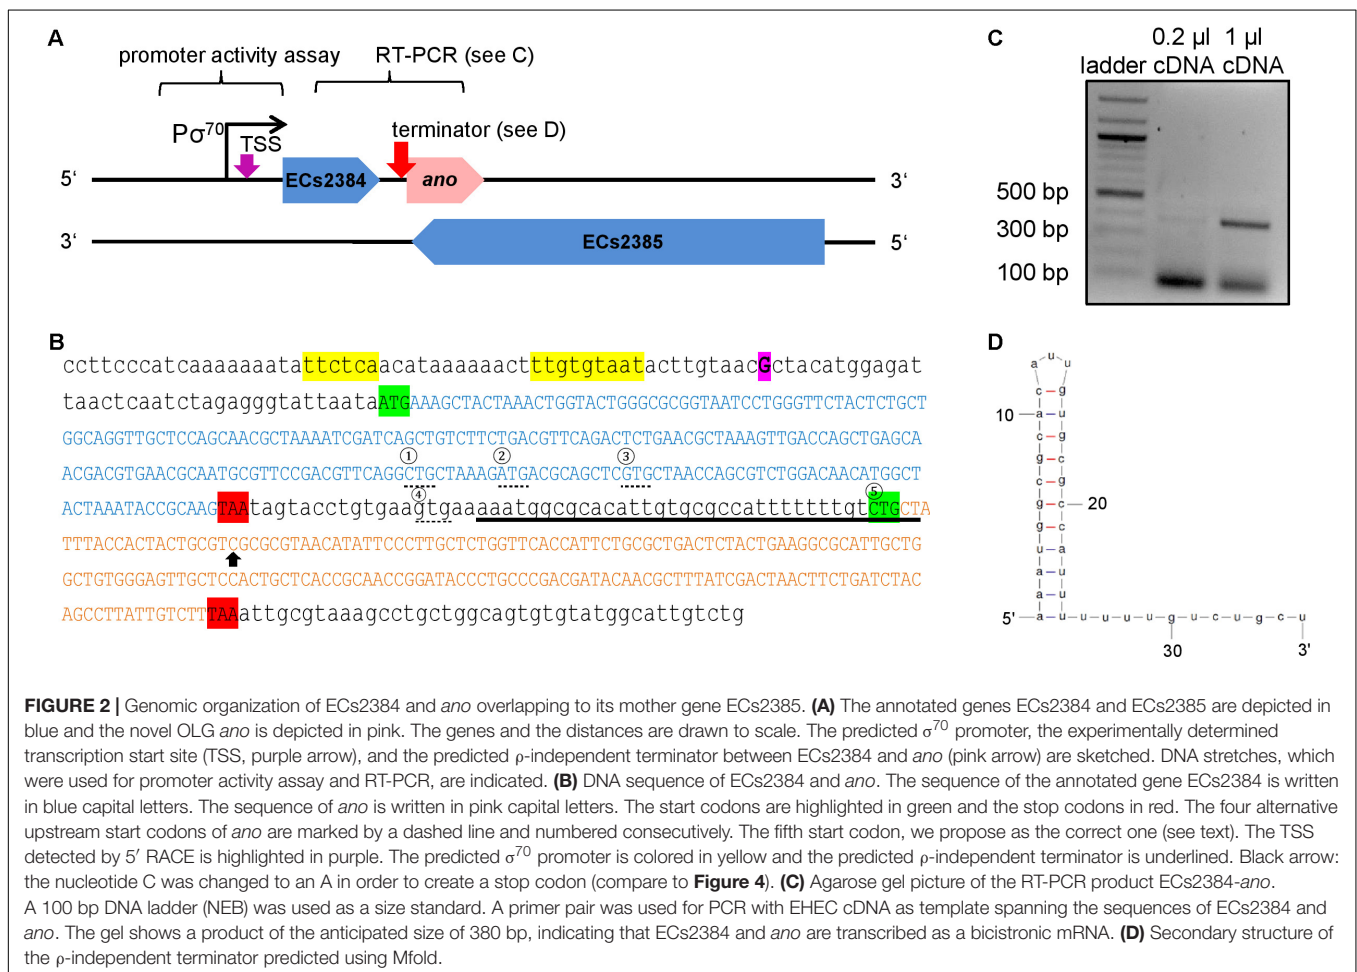 A
promoter activity assay
RT-PCR (see C)
Pσ70
TSS
terminator (see D)
5‘
ECs2384
ano
3‘
3‘
ECs2385
5‘
C
0.2 µl 1 µl
ladder cDNA cDNA
500 bp
300 bp
100 bp
B
ccttcccatcaaaaaaatattctcaacataaaaaactttgtgtaatacttgtaacGctacatggagat
taactcaatctagagggtattaataATGAAAGCTACTAAACTGGTACTGGGCGCGGTAATCCTGGGTTCTACTCTGCT
GGCAGGTTGCTCCAGCAACGCTAAAATCGATCAGCTGTCTTCTGACGTTCAGACTCTGAACGCTAAAGTTGACCAGCTGAGCA
① ② ③
ACGACGTGAACGCAATGCGTTCCGACGTTCAGGCTGCTAAAGATGACGCAGCTCGTGCTAACCAGCGTCTGGACAACATGGCT
④ ⑤
ACTAAATACCGCAAGTAAtagtacctgtgaagtgaaaaatggcgcacattgtgcgccatttttttgtCTGCTA
TTTACCACTACTGCGTCGCGCGTAACATATTCCCTTGCTCTGGTTCACCATTCTGCGCTGACTCTACTGAAGGCGCATTGCTG
GCTGTGGGAGTTGCTCCACTGCTCACCGCAACCGGATACCCTGCCCGACGATACAACGCTTTATCGACTAACTTCTGATCTAC
AGCCTTATTGTCTTTAAattgcgtaaagcctgctggcagtgtgtatggcattgtctg
D
a u u u
c g
10 a u
c g
g c
c g
g c 20
g c
u a
a u
a u
5' a u u u u u g u c u g c u
30 3'
FIGURE 2 | Genomic organization of ECs2384 and ano overlapping to its mother gene ECs2385. (A) The annotated genes ECs2384 and ECs2385 are depicted in
blue and the novel OLG ano is depicted in pink. The genes and the distances are drawn to scale. The predicted σ70 promoter, the experimentally determined
transcription start site (TSS, purple arrow), and the predicted ρ-independent terminator between ECs2384 and ano (pink arrow) are sketched. DNA stretches, which
were used for promoter activity assay and RT-PCR, are indicated. (B) DNA sequence of ECs2384 and ano. The sequence of the annotated gene ECs2384 is written
in blue capital letters. The sequence of ano is written in pink capital letters. The start codons are highlighted in green and the stop codons in red. The four alternative
upstream start codons of ano are marked by a dashed line and numbered consecutively. The fifth start codon, we propose as the correct one (see text). The TSS
detected by 5′ RACE is highlighted in purple. The predicted σ70 promoter is colored in yellow and the predicted ρ-independent terminator is underlined. Black arrow:
the nucleotide C was changed to an A in order to create a stop codon (compare to Figure 4). (C) Agarose gel picture of the RT-PCR product ECs2384-ano.
A 100 bp DNA ladder (NEB) was used as a size standard. A primer pair was used for PCR with EHEC cDNA as template spanning the sequences of ECs2384 and
ano. The gel shows a product of the anticipated size of 380 bp, indicating that ECs2384 and ano are transcribed as a bicistronic mRNA. (D) Secondary structure of
the ρ-independent terminator predicted using Mfold.